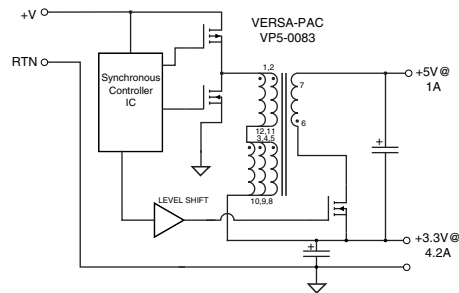 VERSA-PAC
VP5-0083
+V
RTN
Synchronous
Controller
IC
1,2
7
+5V@
1A
6
12,11
3,4,5
10,9,8
LEVEL SHIFT
+
+
+3.3V@
4.2A